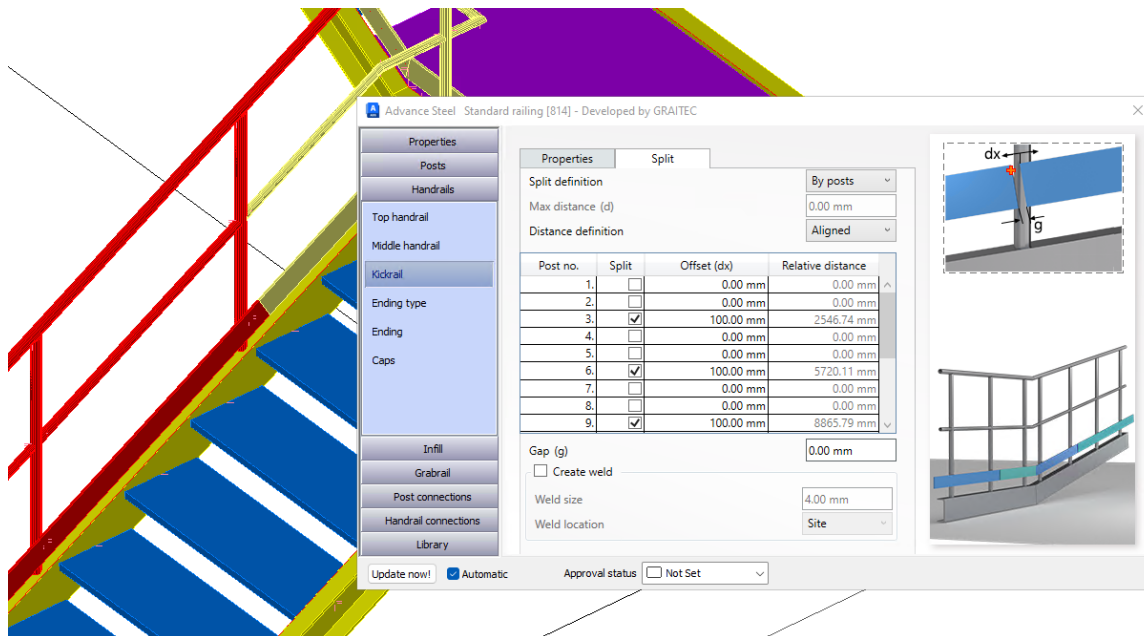 Advance Steel Standard railing [814] - Developed by GRAITEC
Properties
Posts
Handrails
Top handrail
Middle handrail
Kickrail
Ending type
Ending
Caps
Infill
Grabrail
Post connections
Handrail connections
Library
Properties Split
Split definition By posts
Max distance (d) 0.00 mm
Distance definition Aligned
Post no. Split Offset (dx) Relative distance
1. 0.00 mm 0.00 mm
2. 0.00 mm 0.00 mm
3. 100.00 mm 2546.74 mm
4. 0.00 mm 0.00 mm
5. 0.00 mm 0.00 mm
6. 100.00 mm 5720.11 mm
7. 0.00 mm 0.00 mm
8. 0.00 mm 0.00 mm
9. 100.00 mm 8865.79 mm
Gap (g) 0.00 mm
Create weld
Weld size 4.00 mm
Weld location Site
dx
g
Update now! Automatic Approval status Not Set